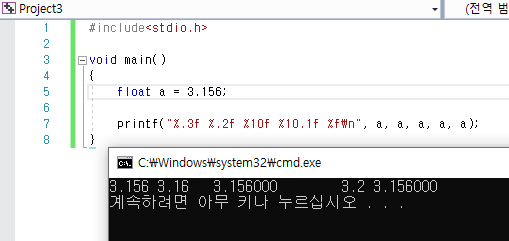 Project3
(전역 범
1 #include<stdio.h>
2
3 void main()
4 {
5 float a = 3.156;
6
7 printf("%.3f %.2f %10f %10.1f %f₩n", a, a, a, a, a);
8 }
C:₩Windows₩system32₩cmd.exe
3.156 3.16   3.156000        3.2 3.156000
계속하려면 아무 키나 누르십시오 . . .